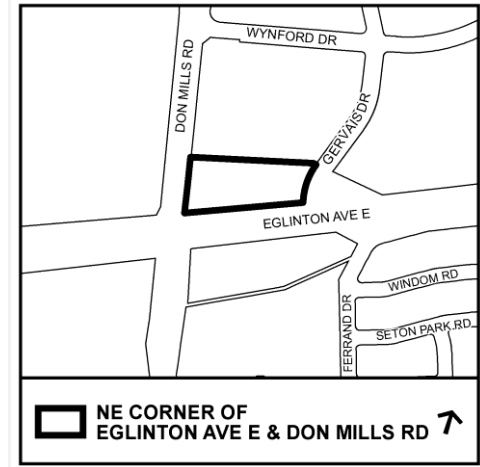 WYNFORD DR
DON MILLS RD
GERVAIS DR
EGLINTON AVE E
WINDOM RD
FERRAND DR
SETON PARK RD
NE CORNER OF
EGLINTON AVE E & DON MILLS RD